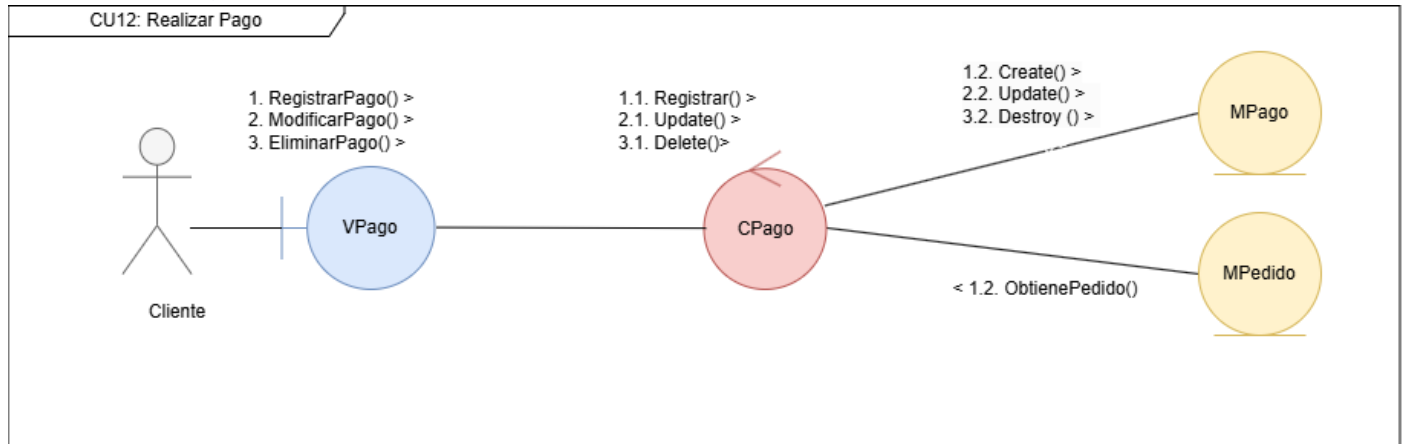 CU12: Realizar Pago
1. RegistrarPago() >
2. ModificarPago() >
3. EliminarPago() >
1.1. Registrar() >
2.1. Update() >
3.1. Delete()>
1.2. Create() >
2.2. Update() >
3.2. Destroy () >
MPago
VPago
CPago
MPedido
< 1.2. ObtienePedido()
Cliente